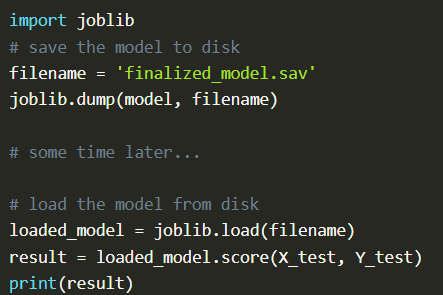 import joblib
# save the model to disk
filename = 'finalized_model.sav'
joblib.dump(model, filename)
# some time later...
# load the model from disk
loaded_model = joblib.load(filename)
result = loaded_model.score(X_test, Y_test)
print(result)